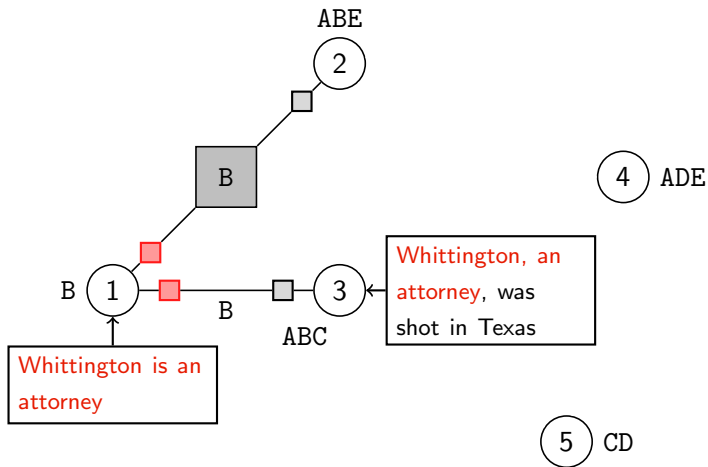 ABE
2
B
4 ADE
B 1
B
3
ABC
Whittington, an
attorney, was
shot in Texas
Whittington is an
attorney
5 CD